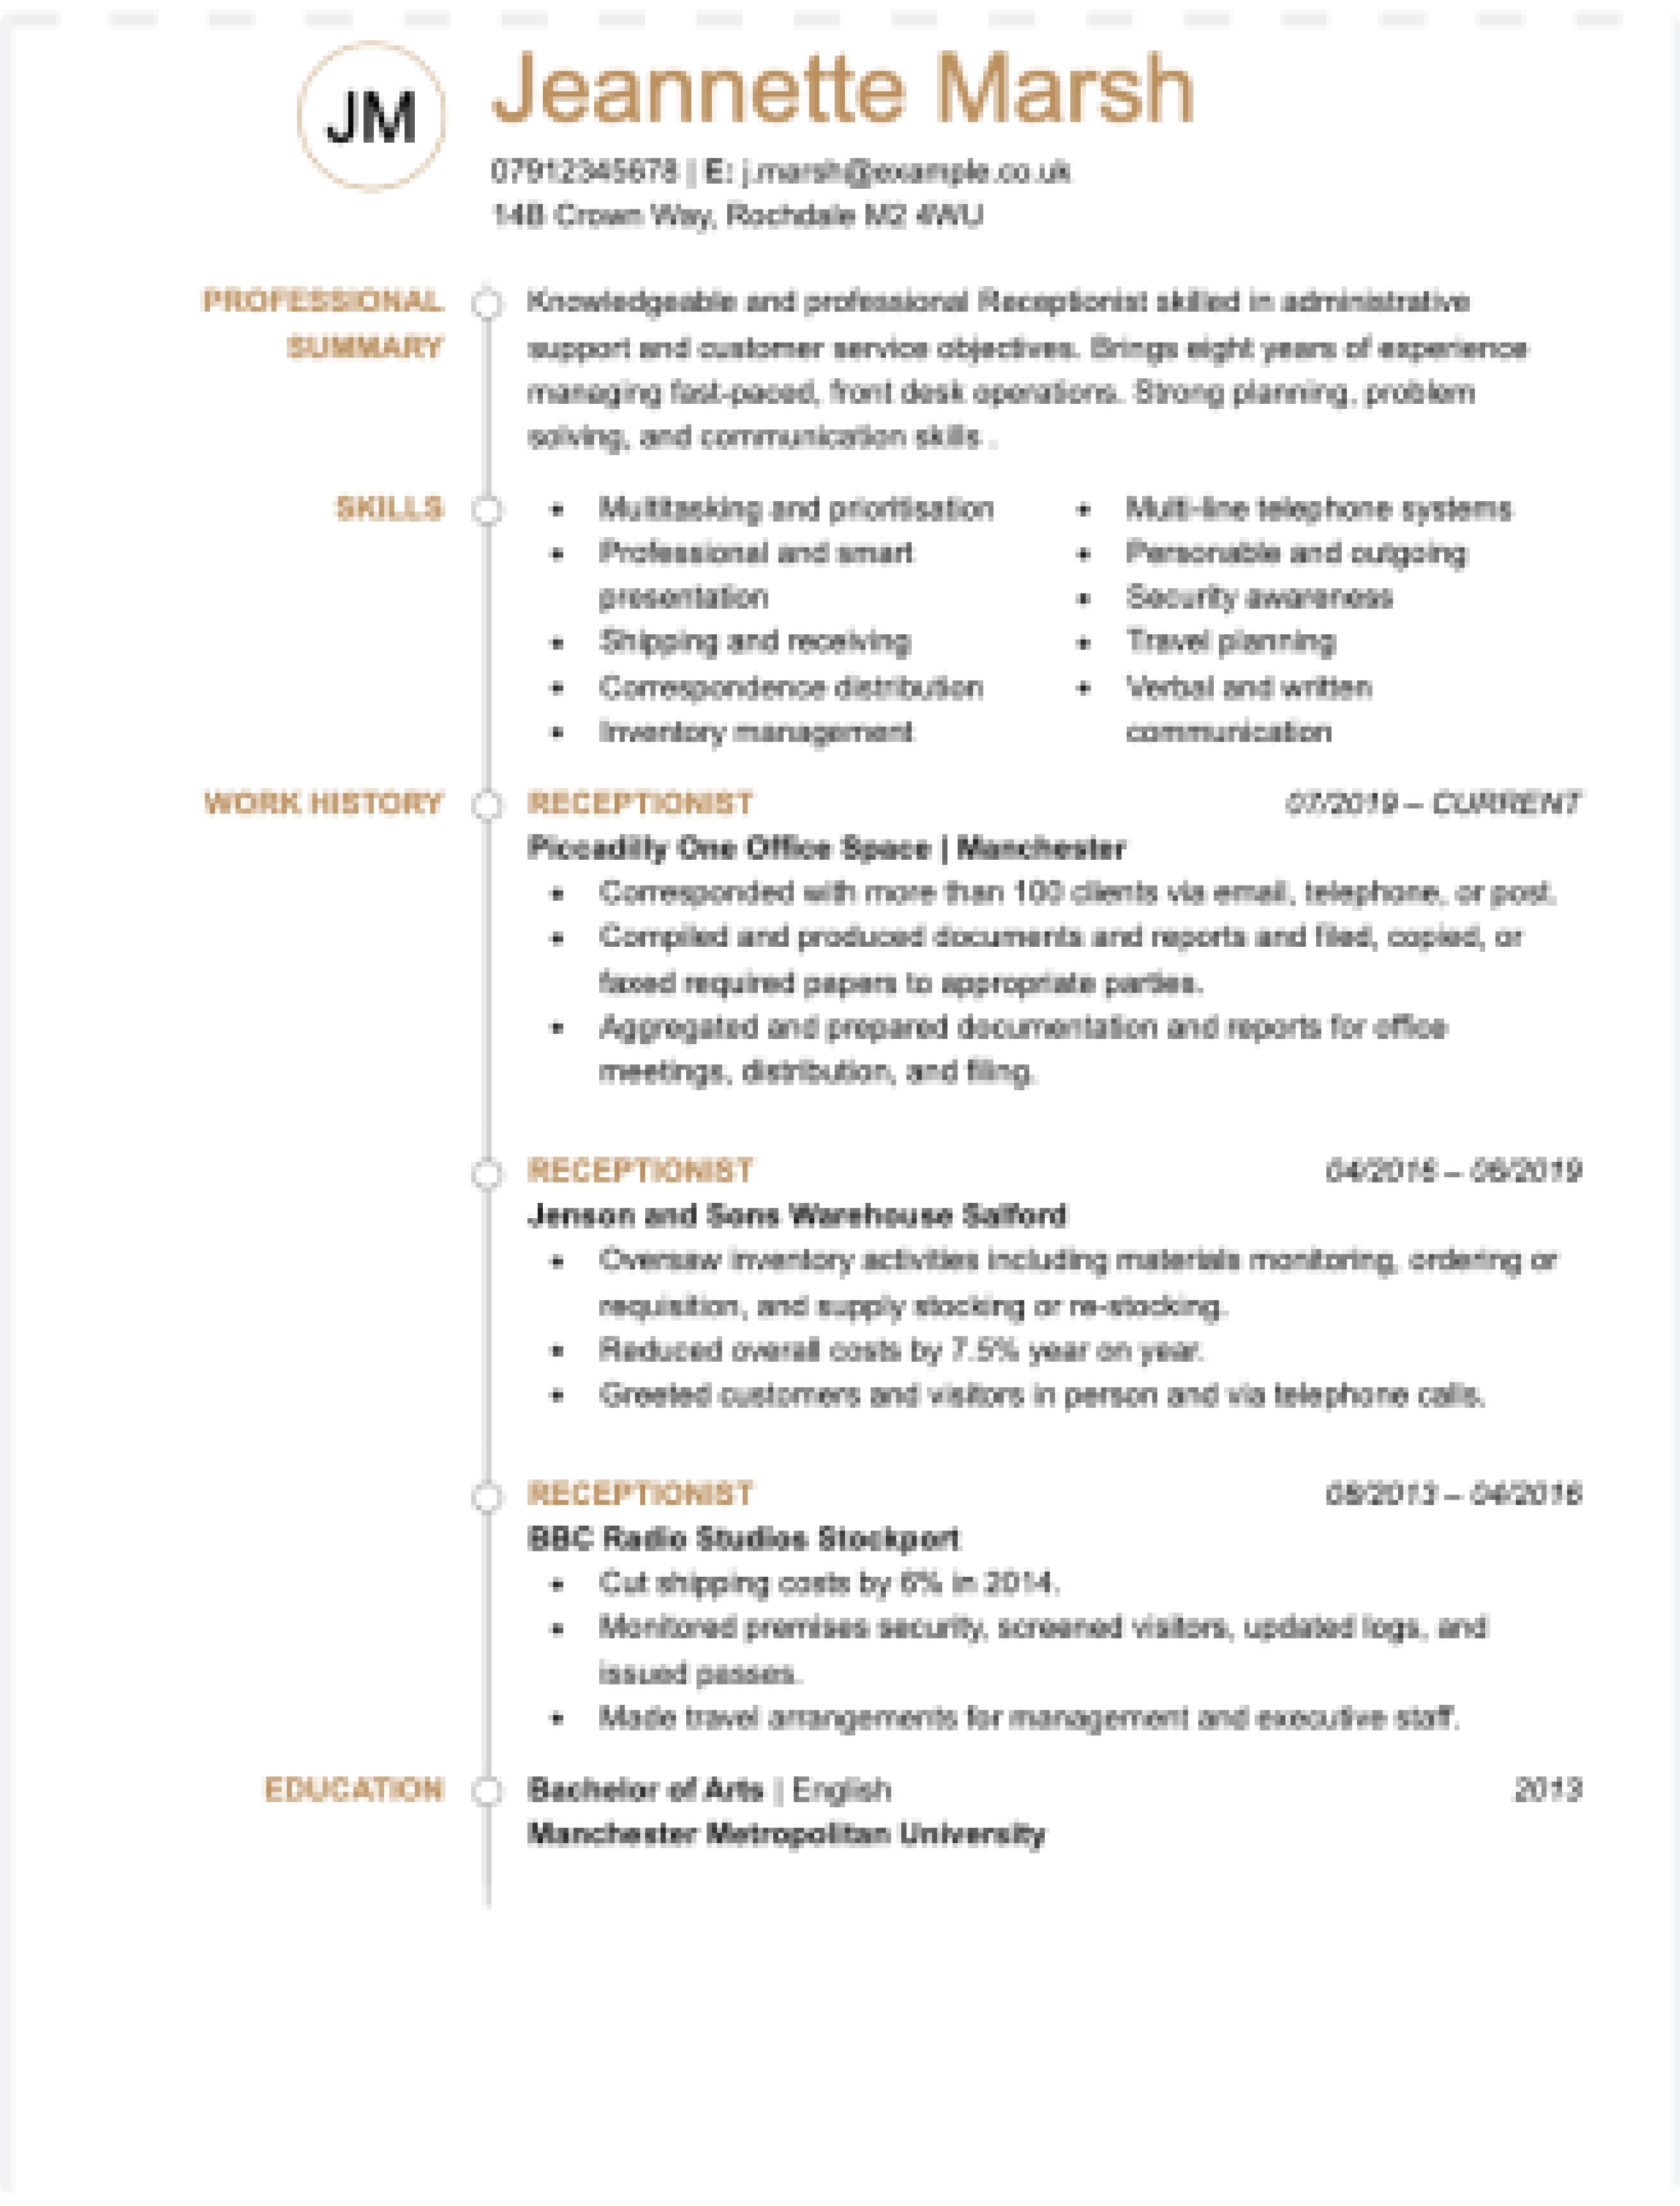 JM
Jeannette Marsh
07912345678 | E: j.marsh@example.co.uk
14B Crown Way, Rochdale M2 4WU
PROFESSIONAL
SUMMARY
Knowledgeable and professional Receptionist skilled in administrative
support and customer service objectives. Brings eight years of experience
managing fast-paced, front desk operations. Strong planning, problem
solving, and communication skills .
SKILLS
• Multitasking and prioritisation
• Professional and smart
presentation
• Shipping and receiving
• Correspondence distribution
• Inventory management
• Multi-line telephone systems
• Personable and outgoing
• Security awareness
• Travel planning
• Verbal and written
communication
WORK HISTORY
RECEPTIONIST 07/2019 – CURRENT
Piccadilly One Office Space | Manchester
• Corresponded with more than 100 clients via email, telephone, or post.
• Compiled and produced documents and reports and filed, copied, or
faxed required papers to appropriate parties.
• Aggregated and prepared documentation and reports for office
meetings, distribution, and filing.
RECEPTIONIST 04/2016 – 06/2019
Jenson and Sons Warehouse Salford
• Oversaw inventory activities including materials monitoring, ordering or
requisition, and supply stocking or re-stocking.
• Reduced overall costs by 7.5% year on year.
• Greeted customers and visitors in person and via telephone calls.
RECEPTIONIST 08/2013 – 04/2016
BBC Radio Studios Stockport
• Cut shipping costs by 6% in 2014.
• Monitored premises security, screened visitors, updated logs, and
issued passes.
• Made travel arrangements for management and executive staff.
EDUCATION
Bachelor of Arts | English 2013
Manchester Metropolitan University